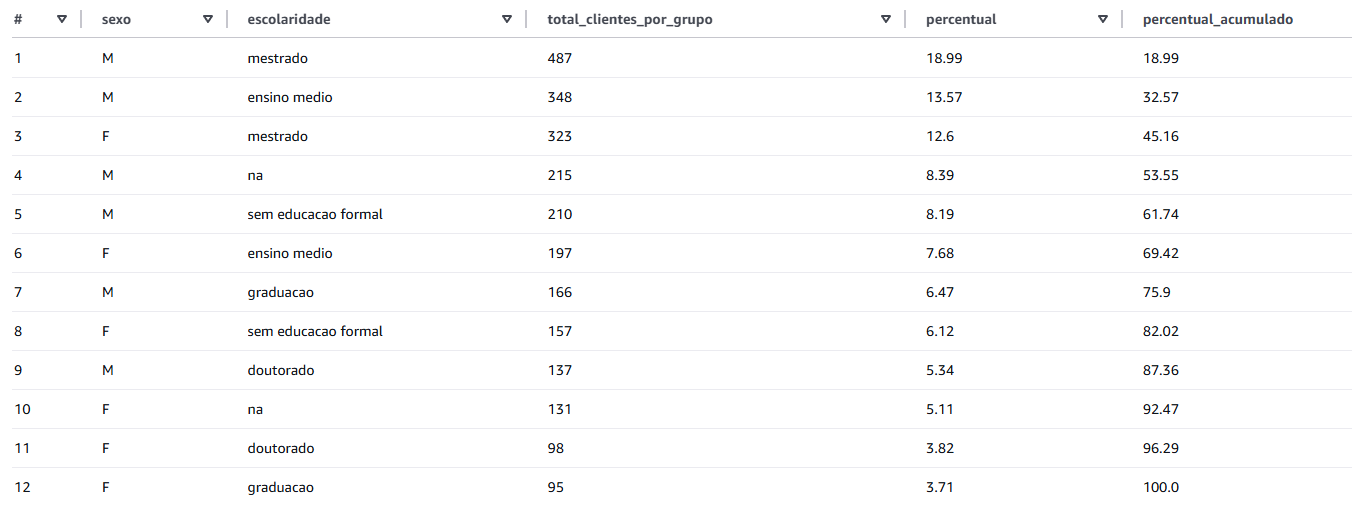 # sexo escolaridade total_clientes_por_grupo percentual percentual_acumulado
1 M mestrado 487 18.99 18.99
2 M ensino medio 348 13.57 32.57
3 F mestrado 323 12.6 45.16
4 M na 215 8.39 53.55
5 M sem educacao formal 210 8.19 61.74
6 F ensino medio 197 7.68 69.42
7 M graduacao 166 6.47 75.9
8 F sem educacao formal 157 6.12 82.02
9 M doutorado 137 5.34 87.36
10 F na 131 5.11 92.47
11 F doutorado 98 3.82 96.29
12 F graduacao 95 3.71 100.0